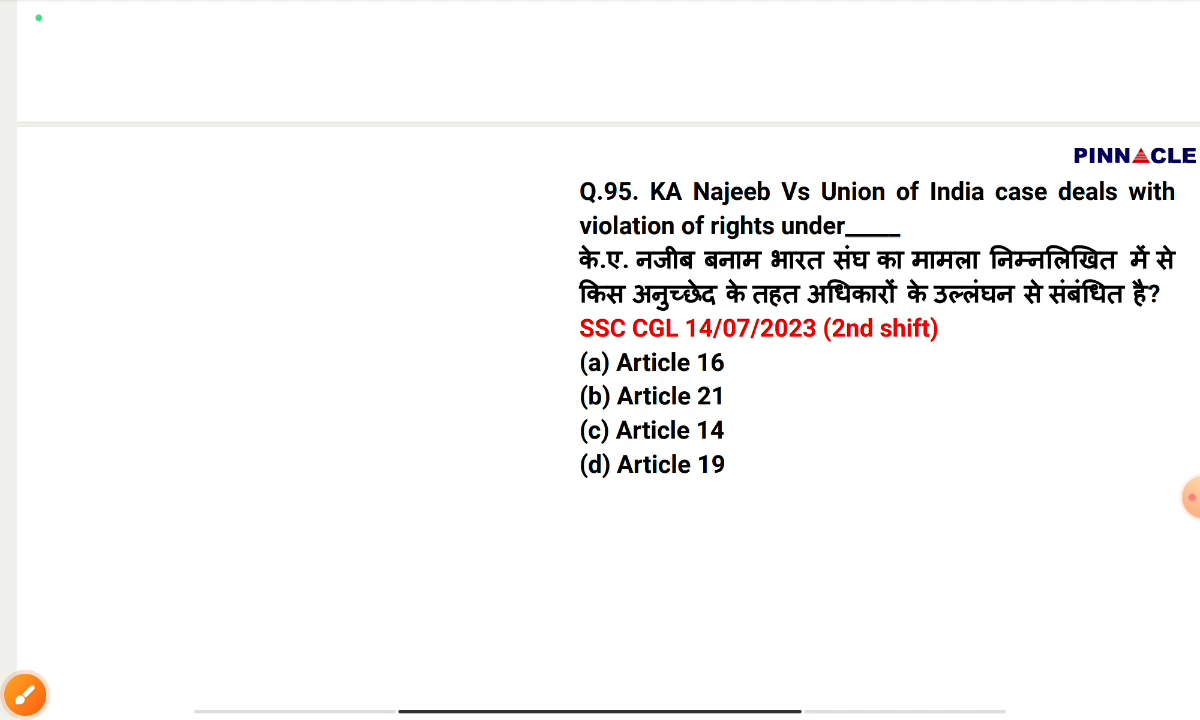 PINNACLE
Q.95. KA Najeeb Vs Union of India case deals with
violation of rights under_____
के.ए. नजीब बनाम भारत संघ का मामला निम्नलिखित में से
किस अनुच्छेद के तहत अधिकारों के उल्लंघन से संबंधित है?
SSC CGL 14/07/2023 (2nd shift)
(a) Article 16
(b) Article 21
(c) Article 14
(d) Article 19